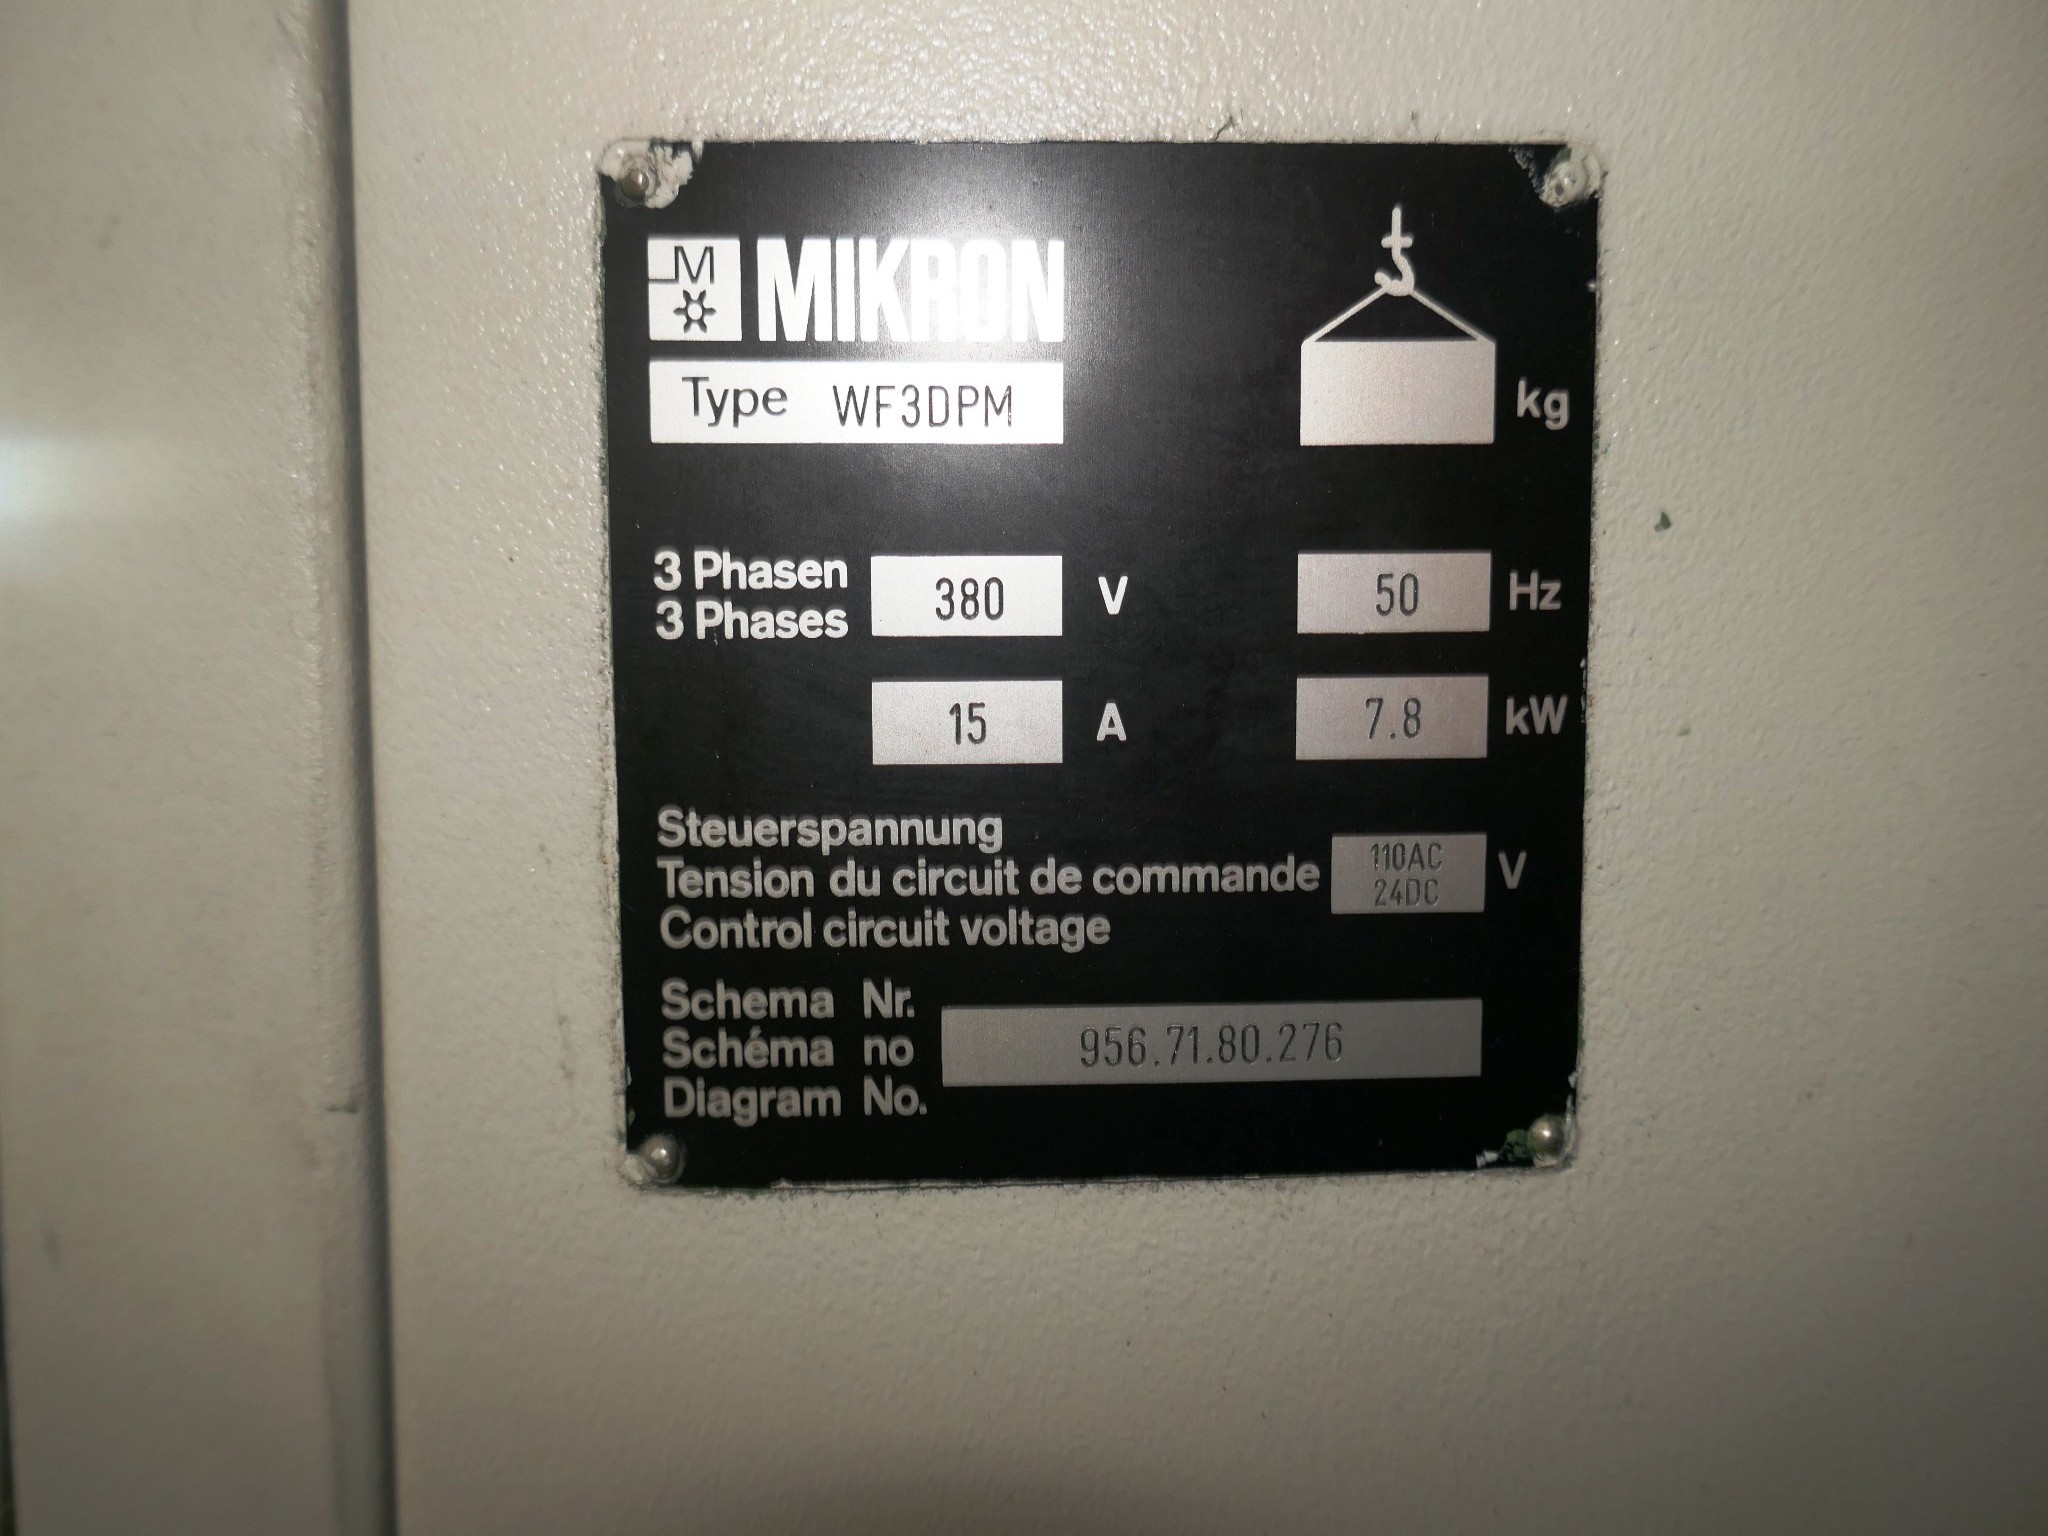 M MIKRON
Type WF3DPM
kg
3 Phasen
3 Phases
380 V
50 Hz
15 A
7.8 kW
Steuerspannung
Tension du circuit de commande
Control circuit voltage
110AC
24DC
V
Schema Nr.
Schéma no
Diagram No.
956.71.80.276